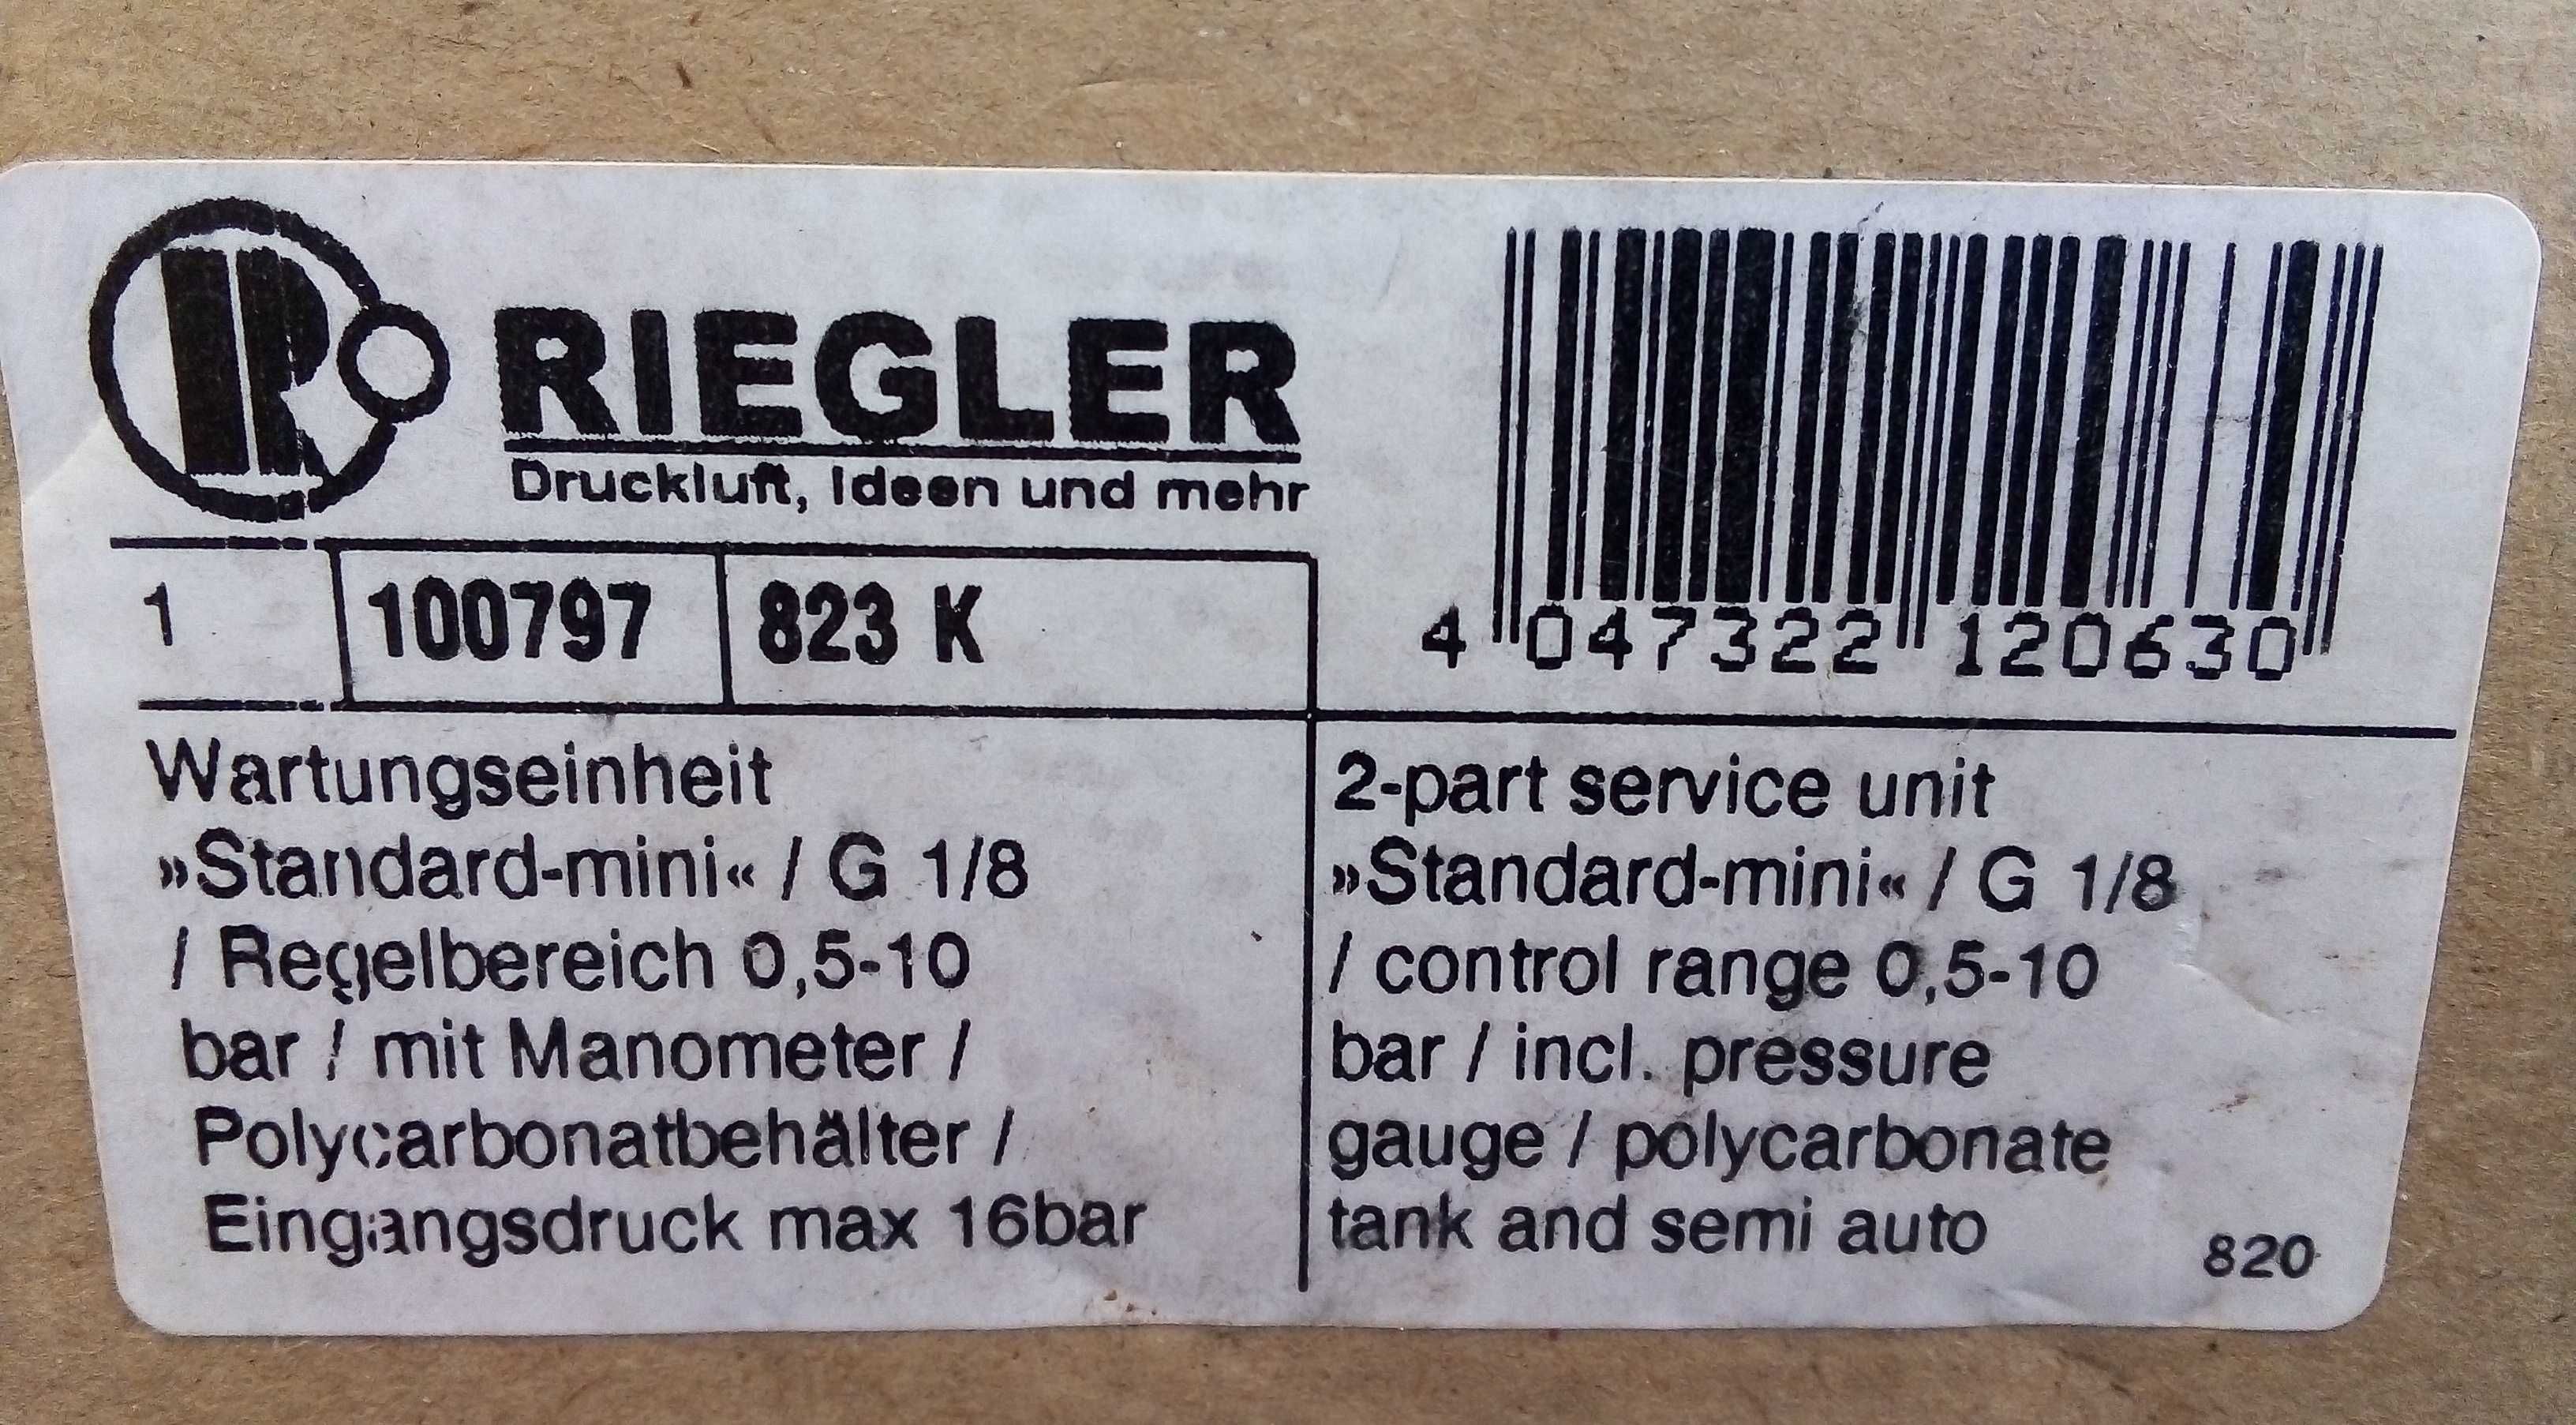 R
RIEGLER
Druckluft, Ideen und mehr
4 047322 120630
1 100797 823 K
Wartungseinheit
»Standard-mini« / G 1/8
/ Regelbereich 0,5-10
bar / mit Manometer /
Polycarbonatbehälter /
Eingangsdruck max 16bar
2-part service unit
»Standard-mini« / G 1/8
/ control range 0,5-10
bar / incl. pressure
gauge / polycarbonate
tank and semi auto
820